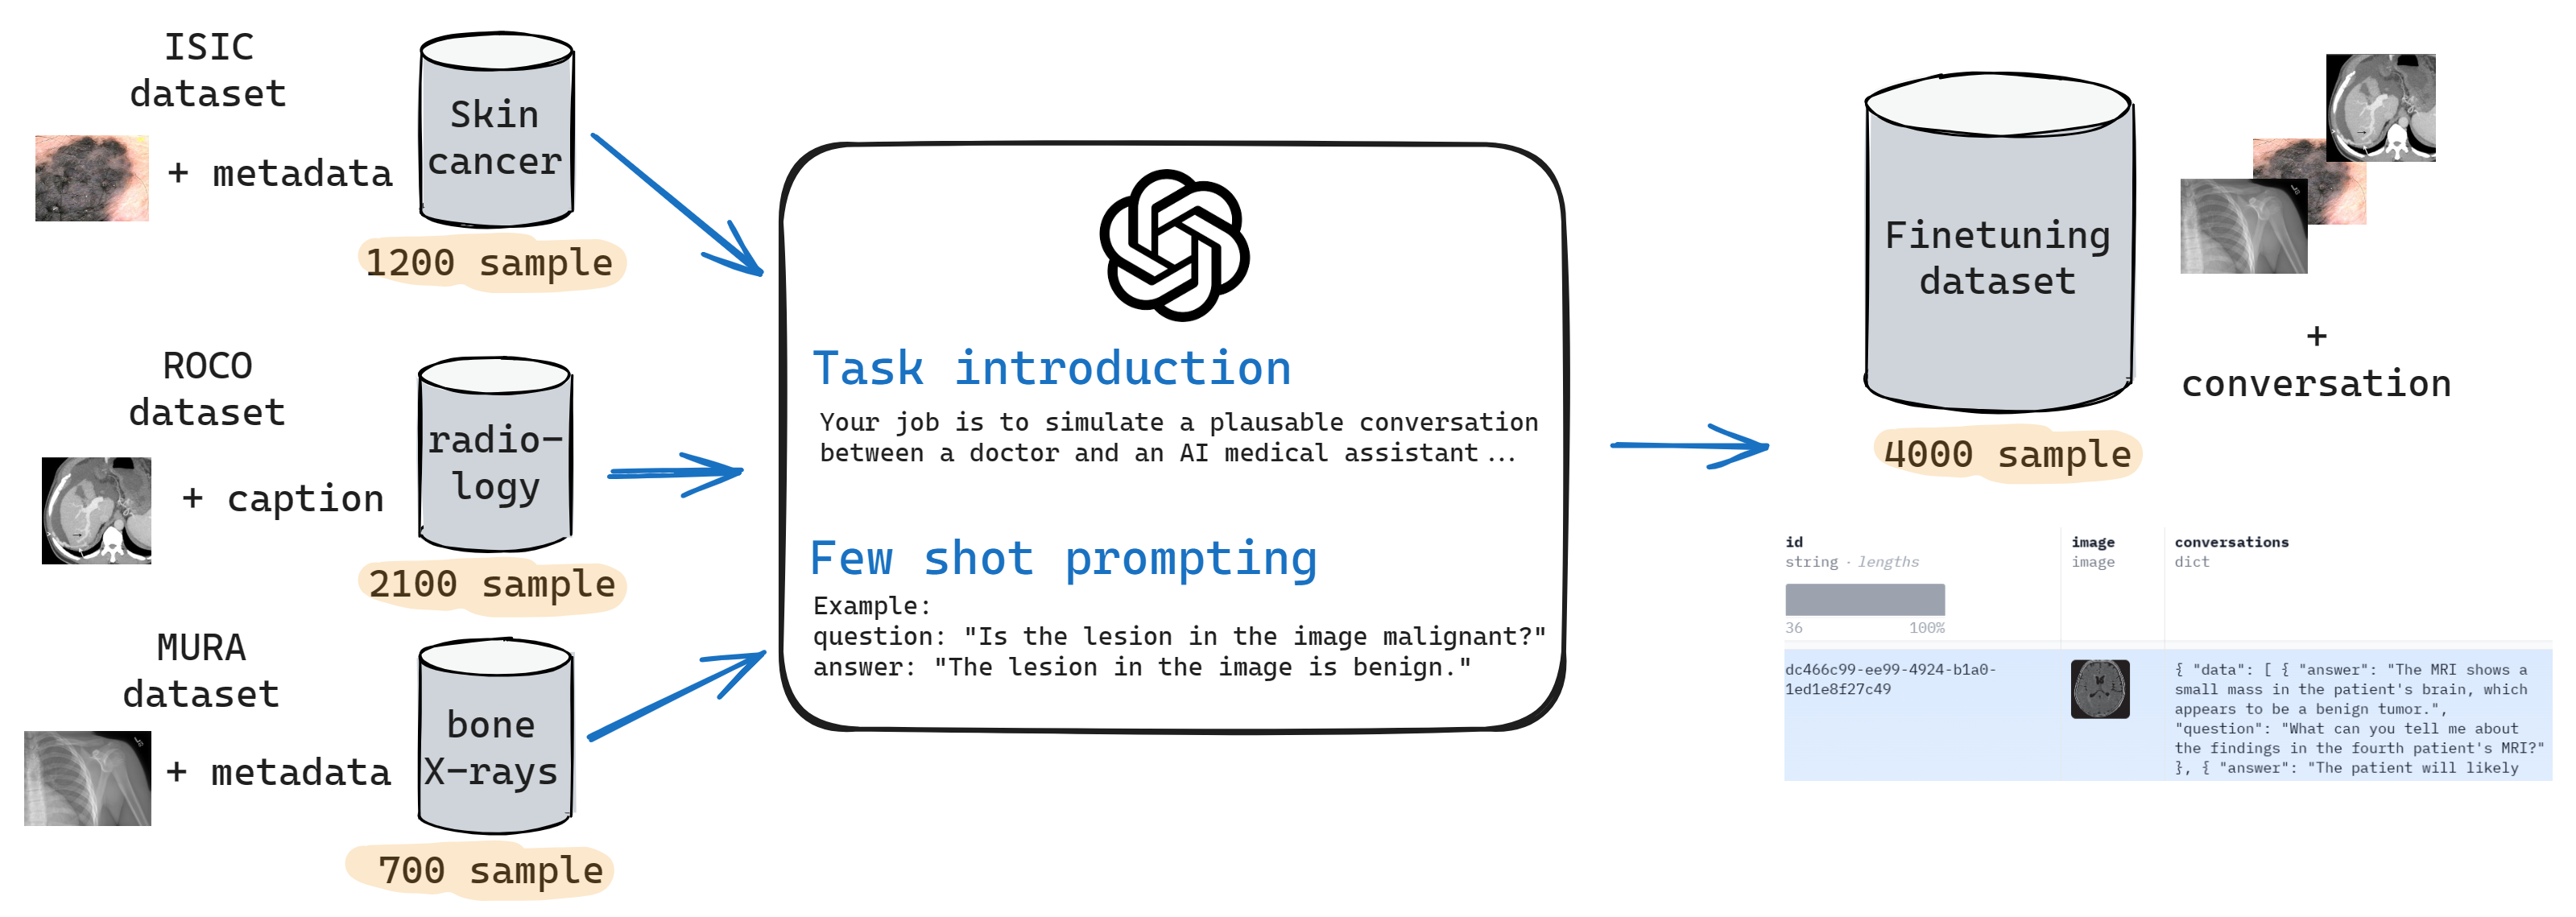 ISIC
dataset
+ metadata
Skin
cancer
1200 sample
ROCO
dataset
+ caption
radio-
logy
2100 sample
MURA
dataset
+ metadata
bone
X-rays
700 sample
Task introduction
Your job is to simulate a plausable conversation
between a doctor and an AI medical assistant...
Few shot prompting
Example:
question: "Is the lesion in the image malignant?"
answer: "The lesion in the image is benign."
Finetuning
dataset
4000 sample
+
conversation
id
string · lengths
36 100%
image
image
conversations
dict
dc466c99-ee99-4924-b1a0-
1ed1e8f27c49
{ "data": [ { "answer": "The MRI shows a
small mass in the patient's brain, which
appears to be a benign tumor.",
"question": "What can you tell me about
the findings in the fourth patient's MRI?"
}, { "answer": "The patient will likely